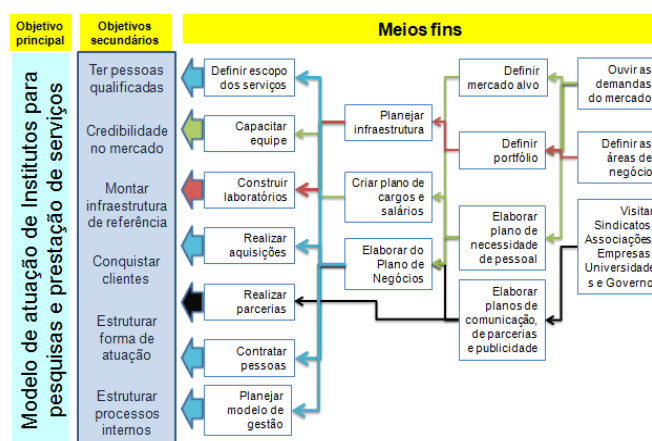 Objetivo
principal
Objetivos
secundários
Meios fins
Modelo de atuação de Institutos para
pesquisas e prestação de serviços
Ter pessoas
qualificadas
Credibilidade
no mercado
Montar
infraestrutura
de referência
Conquistar
clientes
Estruturar
forma de
atuação
Estruturar
processos
internos
Definir escopo
dos serviços
Capacitar
equipe
Construir
laboratórios
Realizar
aquisições
Realizar
parcerias
Contratar
pessoas
Planejar
modelo de
gestão
Planejar
infraestrutura
Criar plano de
cargos e
salários
Elaborar do
Plano de
Negócios
Definir
mercado alvo
Definir
portfólio
Elaborar
plano de
necessidade
de pessoal
Elaborar
planos de
comunicação,
de parcerias
e publicidade
Ouvir as
demandas
do mercado
Definir as
áreas de
negócio
Visitar
Sindicatos,
Associações,
Empresas,
Universidade
s e Governo